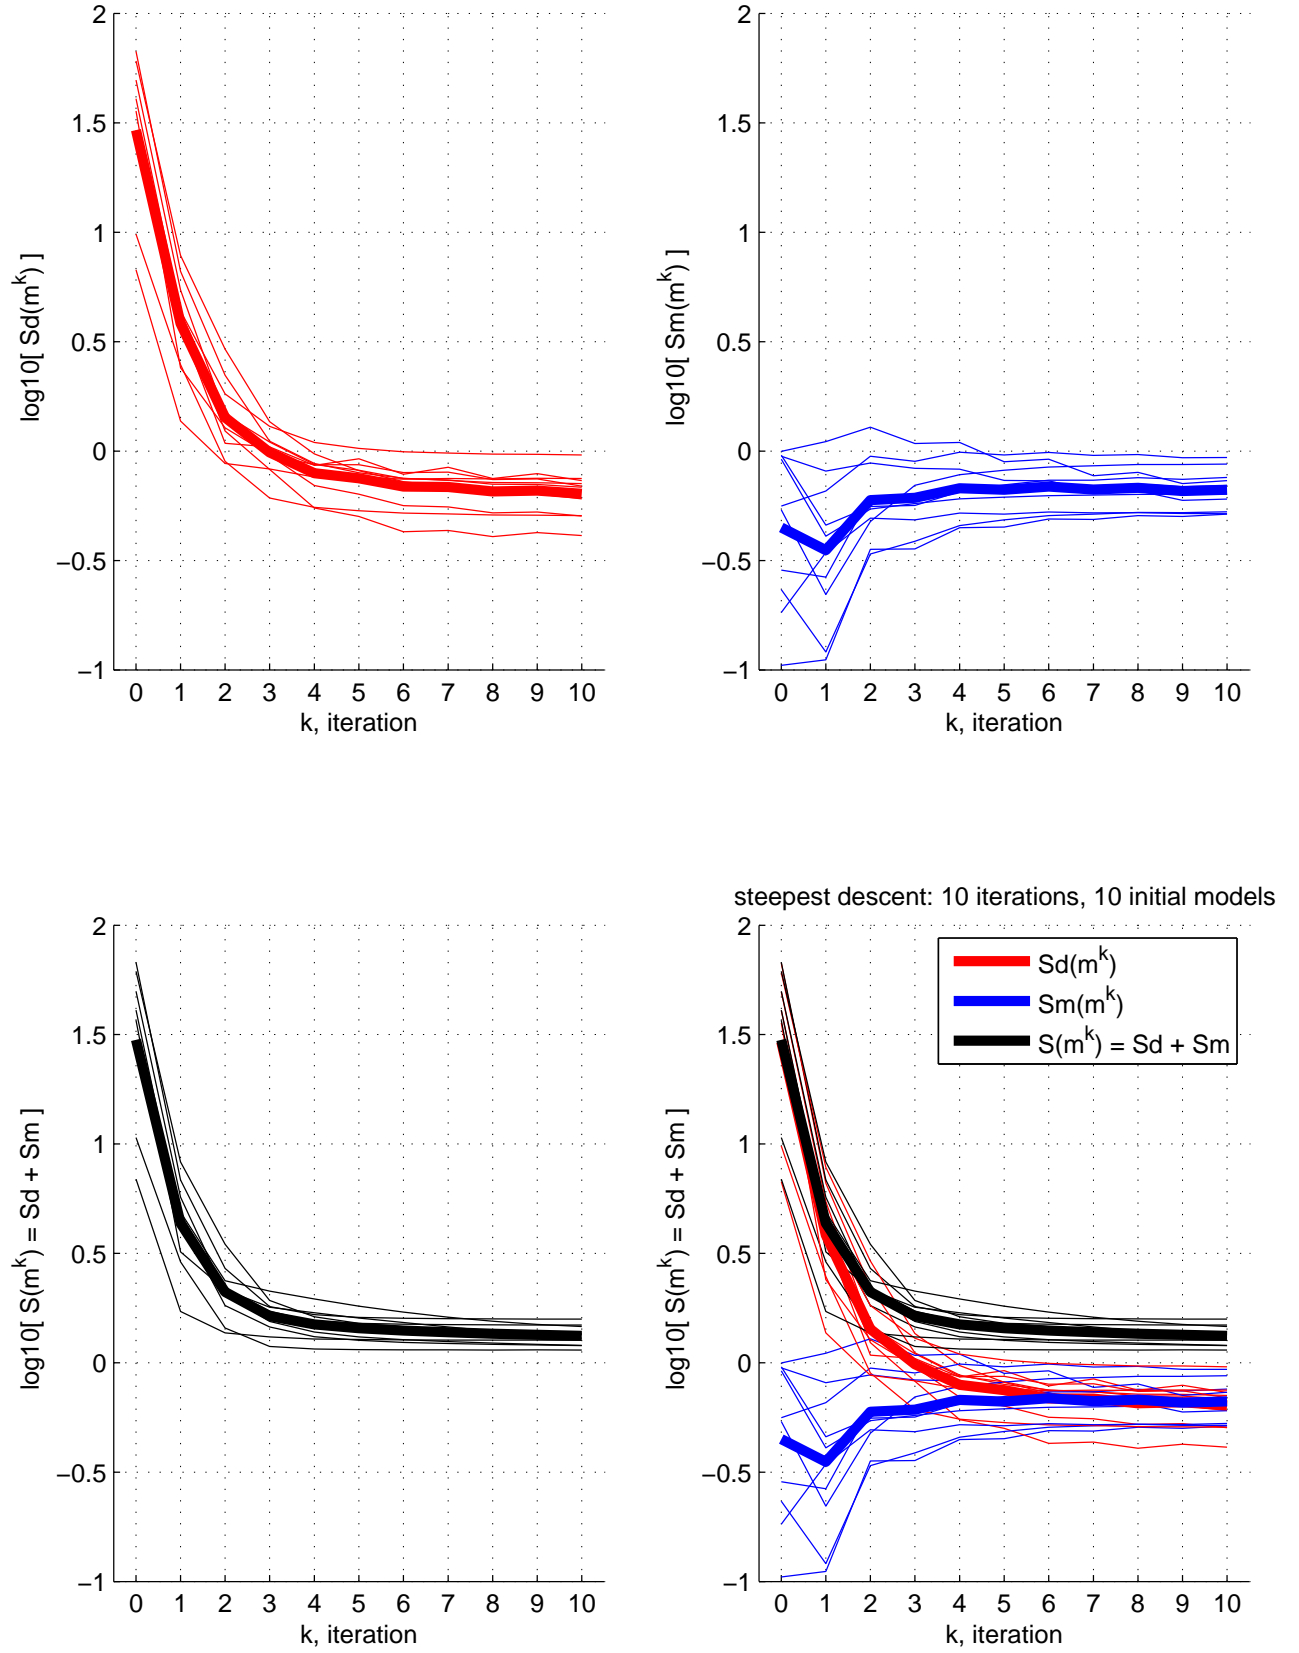 2
1.5
1
0.5
0
−0.5
−1
0 1 2 3 4 5 6 7 8 9 10
k, iteration
log10[ Sd(m^k) ]
2
1.5
1
0.5
0
−0.5
−1
0 1 2 3 4 5 6 7 8 9 10
k, iteration
log10[ Sm(m^k) ]
2
1.5
1
0.5
0
−0.5
−1
0 1 2 3 4 5 6 7 8 9 10
k, iteration
log10[ S(m^k) = Sd + Sm ]
steepest descent: 10 iterations, 10 initial models
2
1.5
1
0.5
0
−0.5
−1
0 1 2 3 4 5 6 7 8 9 10
k, iteration
log10[ S(m^k) = Sd + Sm ]
Sd(m^k)
Sm(m^k)
S(m^k) = Sd + Sm